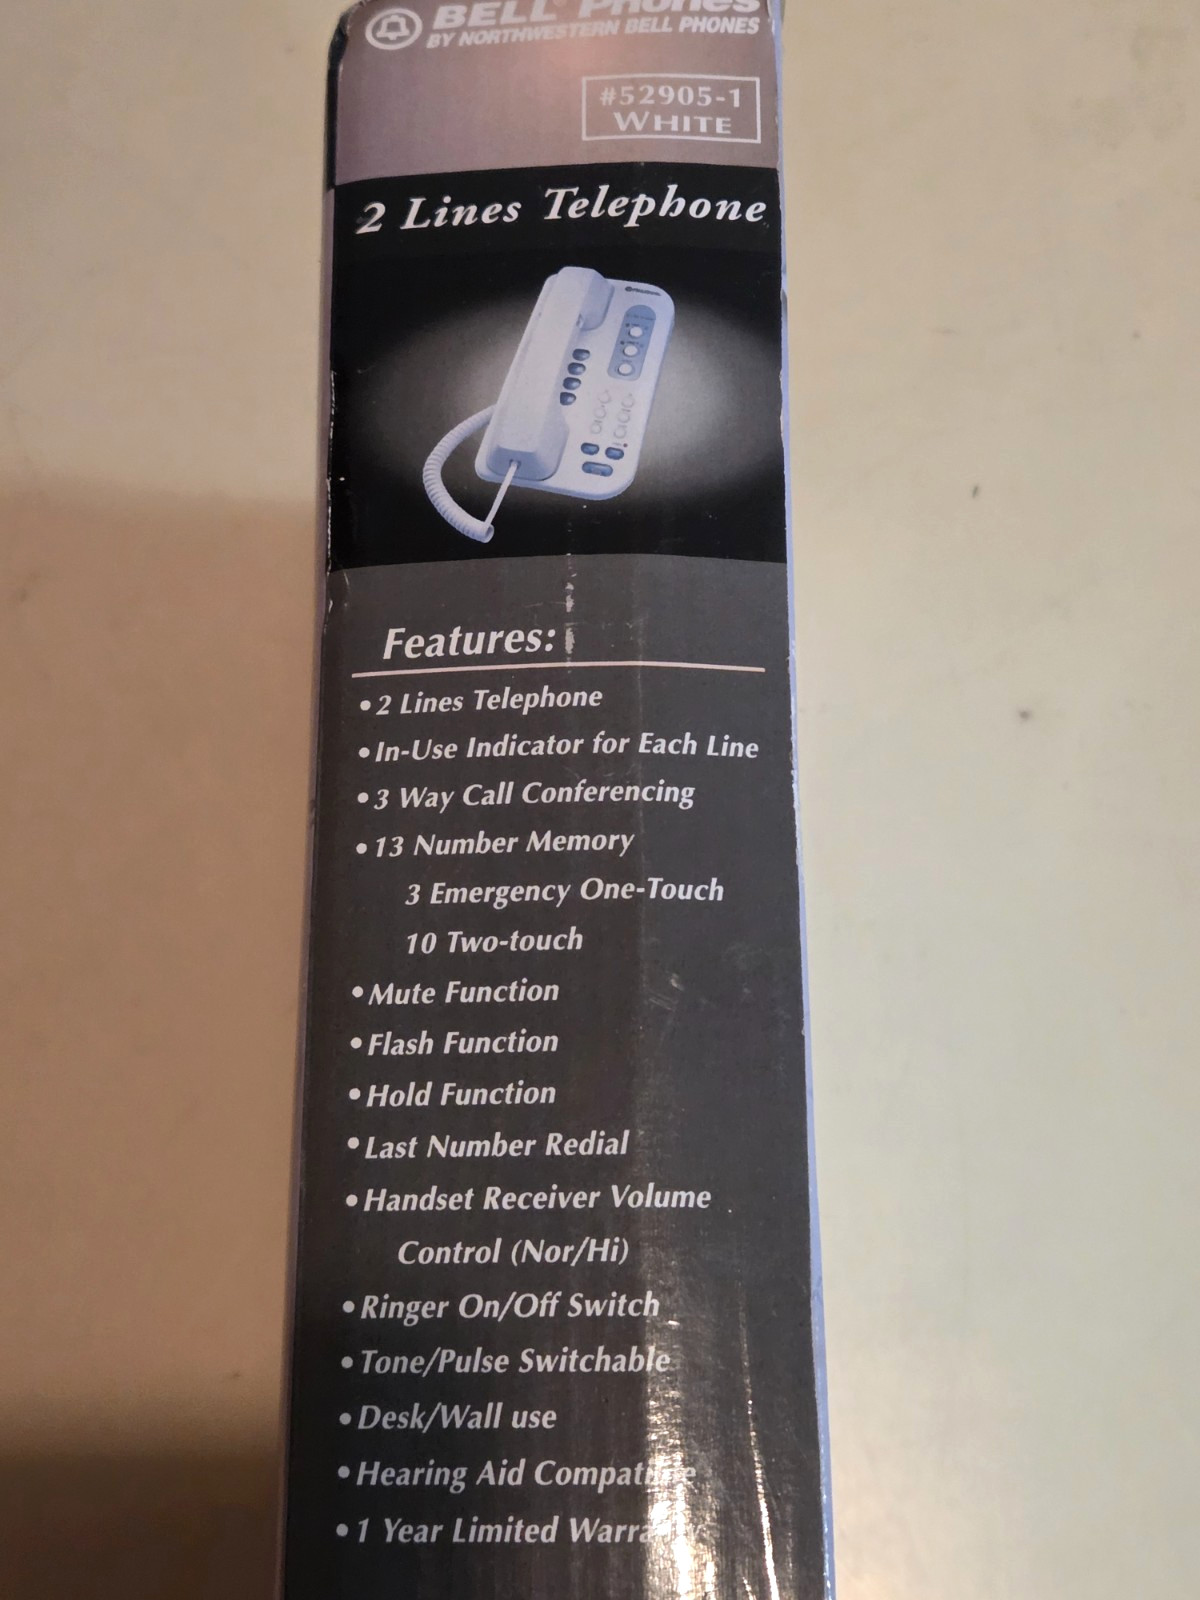 BELL® Phones
BY NORTHWESTERN BELL PHONES
#52905-1
WHITE
2 Lines Telephone
Features:
• 2 Lines Telephone
• In-Use Indicator for Each Line
• 3 Way Call Conferencing
• 13 Number Memory
3 Emergency One-Touch
10 Two-touch
• Mute Function
• Flash Function
• Hold Function
• Last Number Redial
• Handset Receiver Volume
Control (Nor/Hi)
• Ringer On/Off Switch
• Tone/Pulse Switchable
• Desk/Wall use
• Hearing Aid Compatible
• 1 Year Limited Warranty